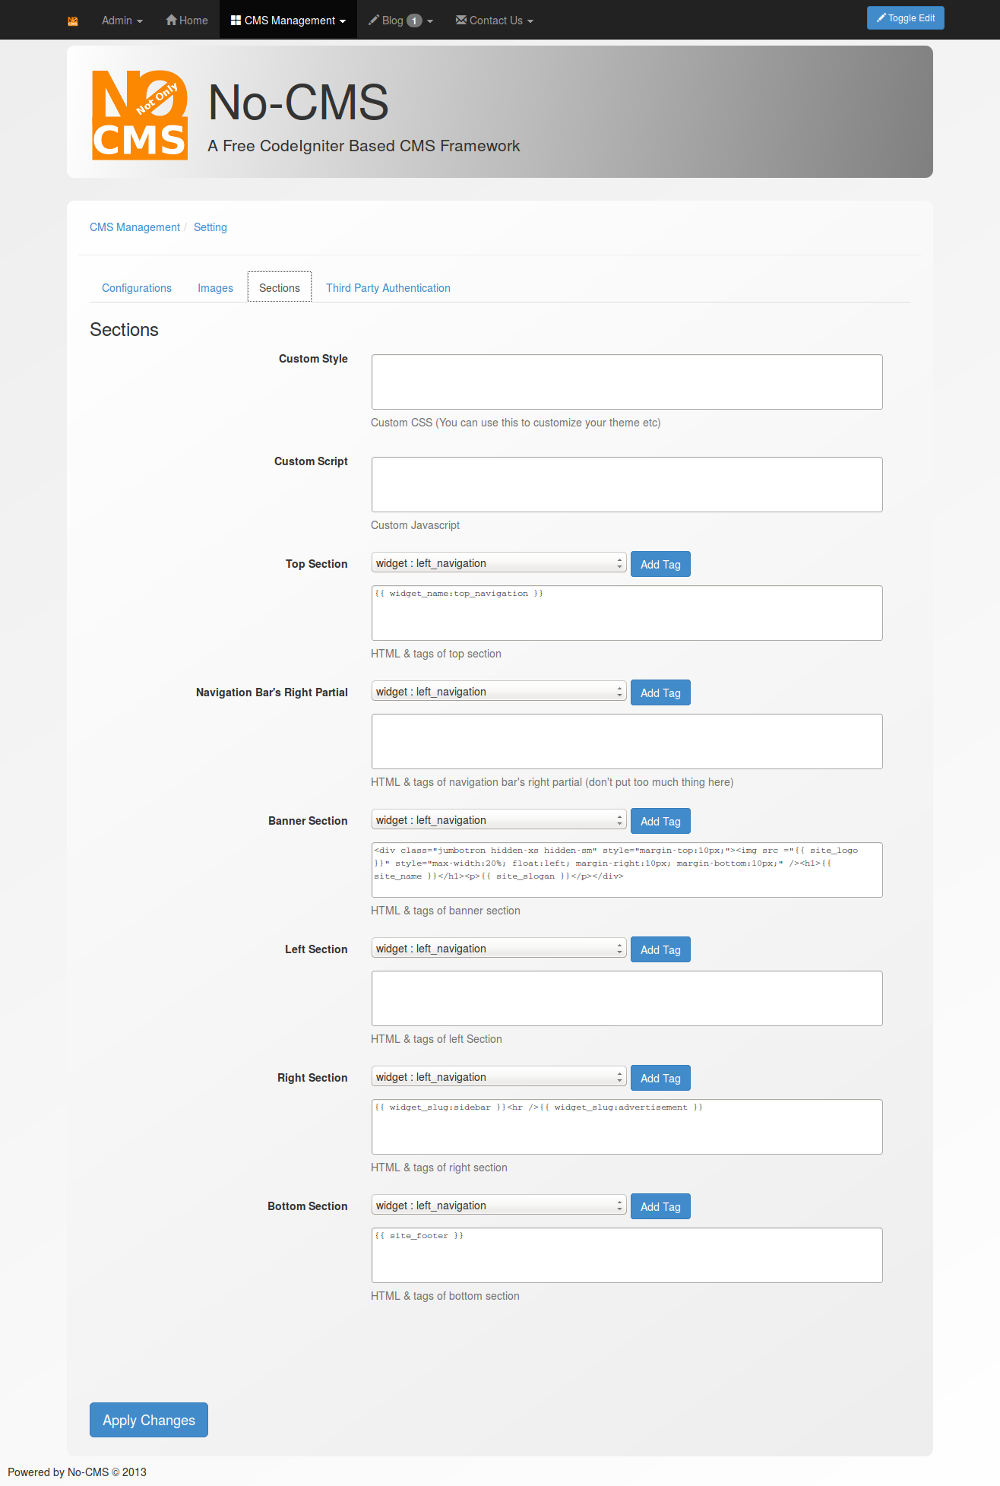 Admin Home CMS Management Blog 1 Contact Us Toggle Edit
NO
Not Only
CMS
No-CMS
A Free CodeIgniter Based CMS Framework
CMS Management / Setting
Configurations Images Sections Third Party Authentication
Sections
Custom Style
Custom CSS (You can use this to customize your theme etc)
Custom Script
Custom Javascript
Top Section widget : left_navigation Add Tag
{{ widget_name:top_navigation }}
HTML & tags of top section
Navigation Bar's Right Partial widget : left_navigation Add Tag
HTML & tags of navigation bar's right partial (don't put too much thing here)
Banner Section widget : left_navigation Add Tag
<div class="jumbotron hidden-xs hidden-sm" style="margin-top:10px;"><img src ="{{ site_logo
}}" style="max-width:20%; float:left; margin-right:10px; margin-bottom:10px;" /><h1>{{
site_name }}</h1><p>{{ site_slogan }}</p></div>
HTML & tags of banner section
Left Section widget : left_navigation Add Tag
HTML & tags of left Section
Right Section widget : left_navigation Add Tag
{{ widget_slug:sidebar }}<hr />{{ widget_slug:advertisement }}
HTML & tags of right section
Bottom Section widget : left_navigation Add Tag
{{ site_footer }}
HTML & tags of bottom section
Apply Changes
Powered by No-CMS © 2013